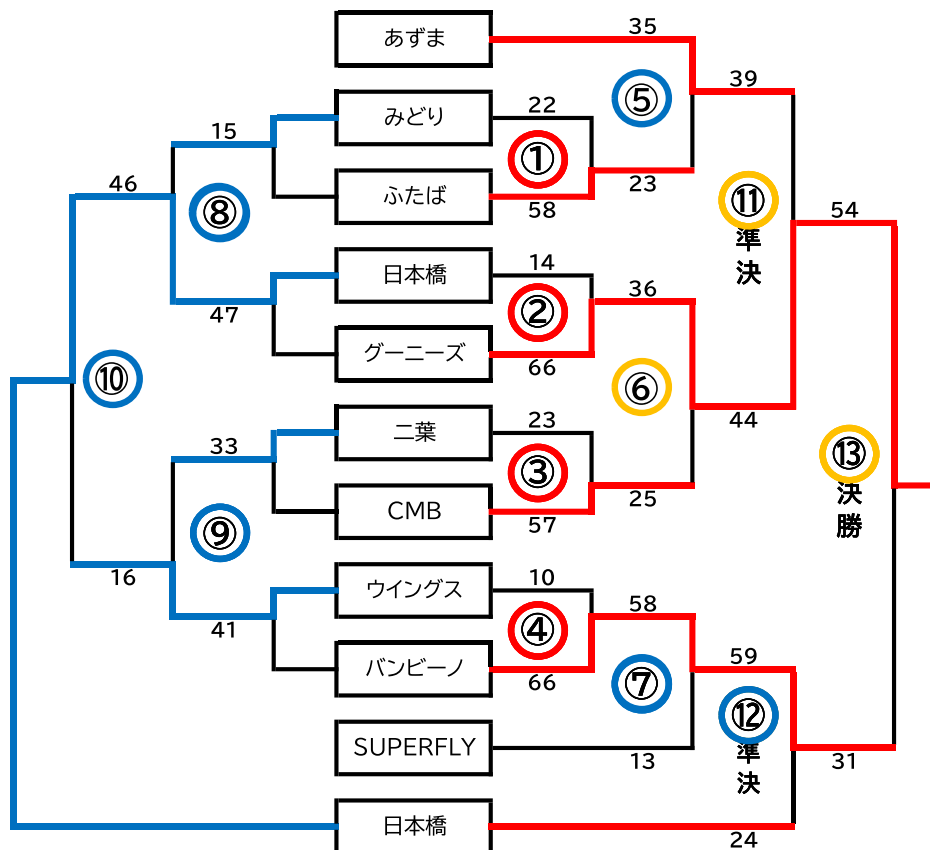 あずま
35
39
⑤
みどり
22
15
①
ふたば
58
23
46
⑧
⑪
準
決
54
日本橋
14
36
47
②
グーニーズ
66
⑩
⑥
二葉
23
33
44
③
⑬
決
勝
CMB
57
25
⑨
16
ウイングス
10
58
41
④
バンビーノ
66
59
⑦
⑫
準
決
SUPERFLY
13
31
日本橋
24